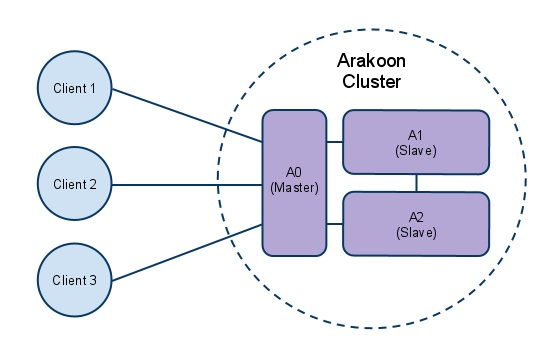 Arakoon
Cluster
Client 1
A0
(Master)
A1
(Slave)
Client 2
A2
(Slave)
Client 3